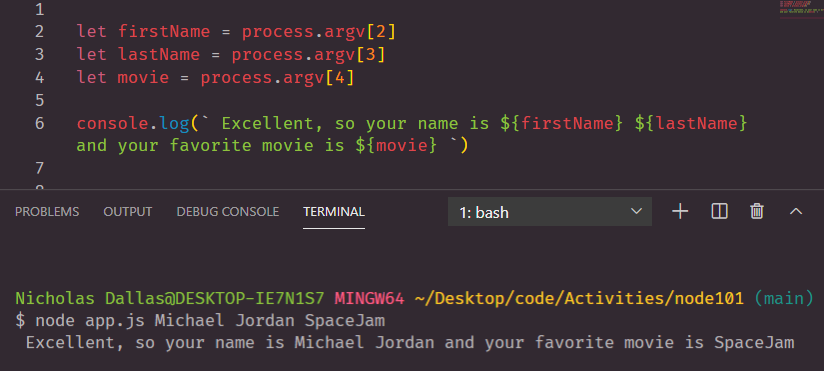 1
2 let firstName = process.argv[2]
3 let lastName = process.argv[3]
4 let movie = process.argv[4]
5
6 console.log(` Excellent, so your name is ${firstName} ${lastName}
and your favorite movie is ${movie} `)
7
PROBLEMS OUTPUT DEBUG CONSOLE TERMINAL 1: bash
Nicholas Dallas@DESKTOP-IE7N1S7 MINGW64 ~/Desktop/code/Activities/node101 (main)
$ node app.js Michael Jordan SpaceJam
Excellent, so your name is Michael Jordan and your favorite movie is SpaceJam